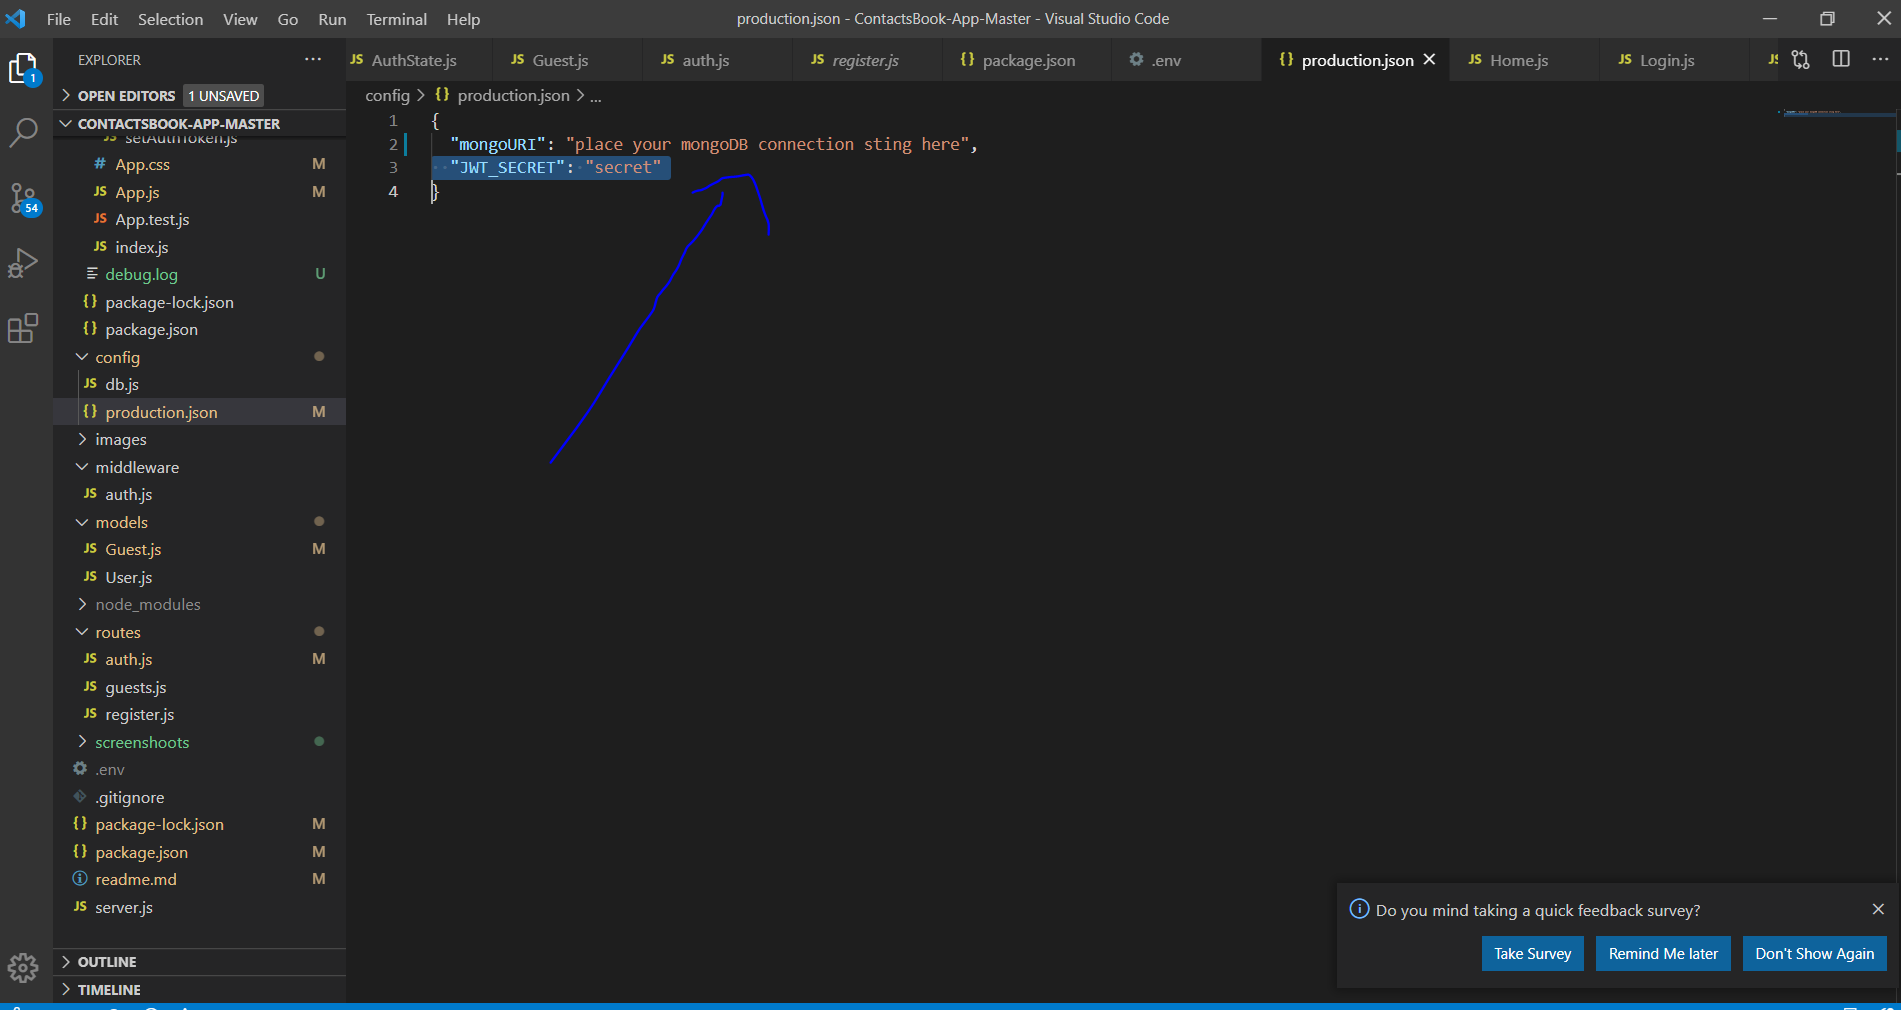 File Edit Selection View Go Run Terminal Help
production.json - ContactsBook-App-Master - Visual Studio Code
EXPLORER
JS AuthState.js
JS Guest.js
JS auth.js
JS register.js
{} package.json
.env
{} production.json
JS Home.js
JS Login.js
JS
1
OPEN EDITORS 1 UNSAVED
config > {} production.json > ...
CONTACTSBOOK-APP-MASTER
JS setAuthToken.js
# App.css M
JS App.js M
JS App.test.js
JS index.js
debug.log U
{} package-lock.json
{} package.json
config
JS db.js
{} production.json M
images
middleware
JS auth.js
models
JS Guest.js M
JS User.js
node_modules
routes
JS auth.js M
JS guests.js
JS register.js
screenshoots
.env
.gitignore
{} package-lock.json M
{} package.json M
readme.md M
JS server.js
OUTLINE
TIMELINE
54
1 {
2 "mongoURI": "place your mongoDB connection sting here",
3 "JWT_SECRET": "secret"
4 }
Do you mind taking a quick feedback survey?
Take Survey Remind Me later Don't Show Again